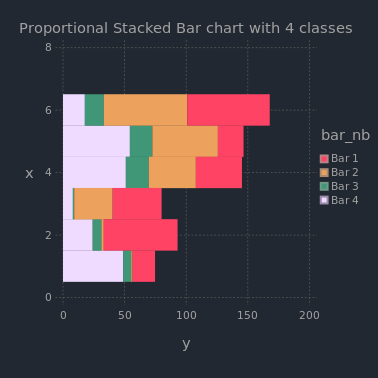 Proportional Stacked Bar chart with 4 classes
8
6
x
4
2
0
0 50 100 150 200
y
bar_nb
Bar 1
Bar 2
Bar 3
Bar 4